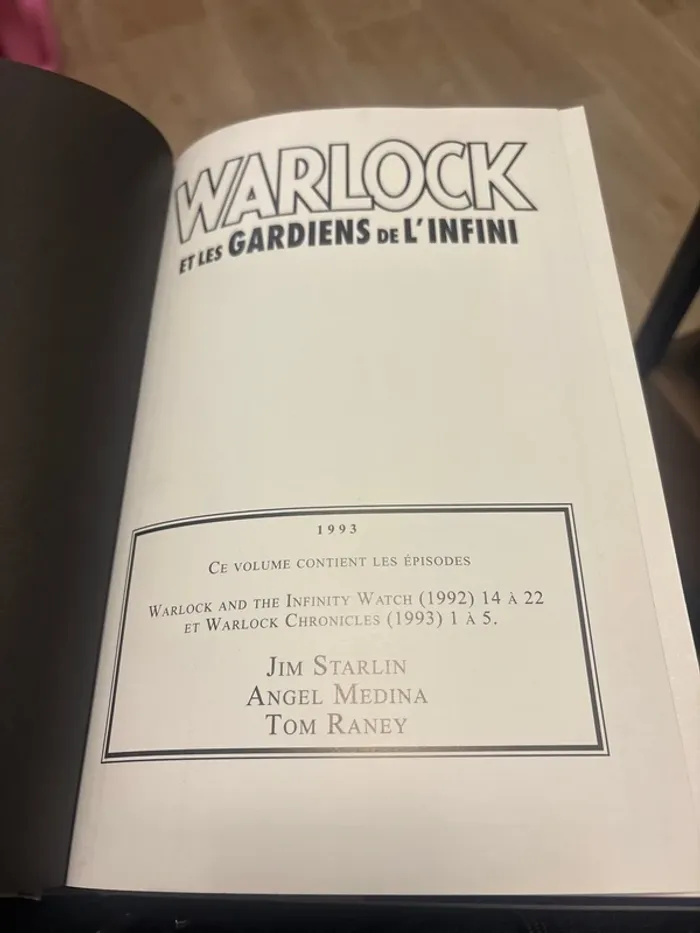 WARLOCK
ET LES GARDIENS DE L'INFINI
1993
CE VOLUME CONTIENT LES ÉPISODES
WARLOCK AND THE INFINITY WATCH (1992) 14 À 22
ET WARLOCK CHRONICLES (1993) 1 À 5.
JIM STARLIN
ANGEL MEDINA
TOM RANEY